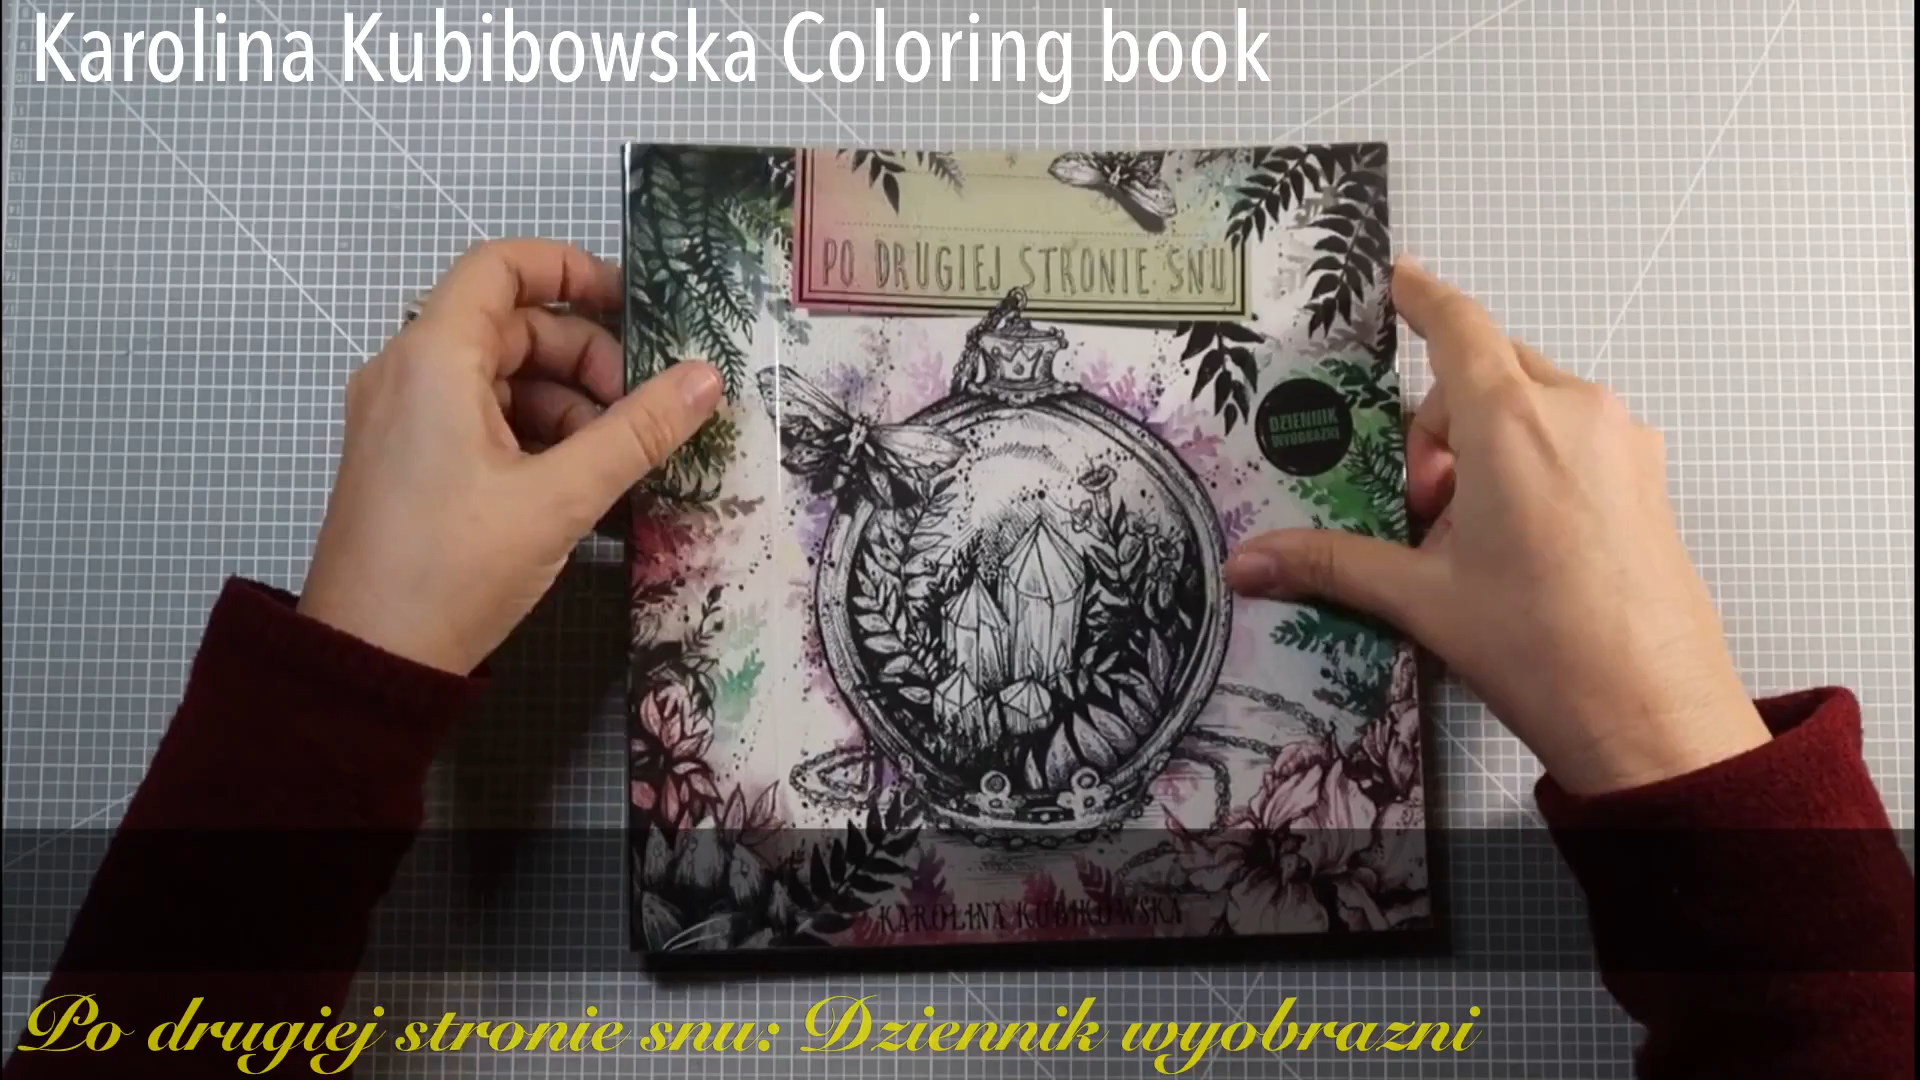 Karolina Kubibowska Coloring book
PO DRUGIEJ STRONIE SNU
DZIENNIK
WYOBRAŹNI
KAROLINA KUBIKOWSKA
Po drugiej stronie snu: Dziennik wyobrazni